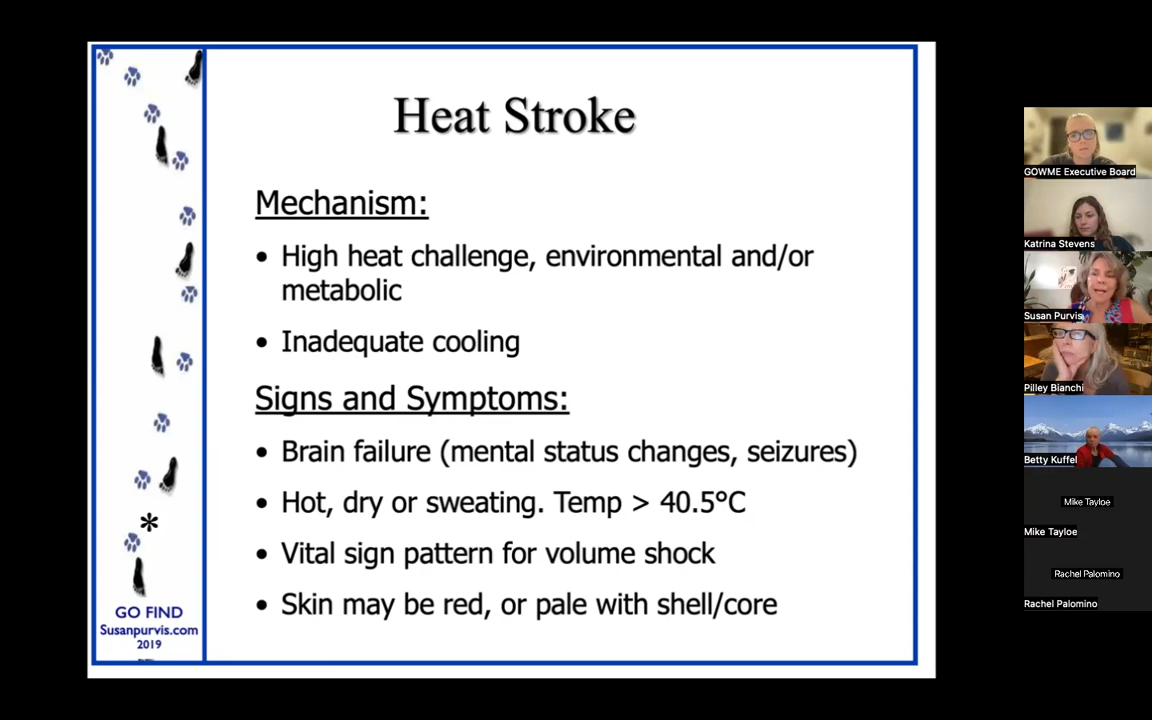 Heat Stroke
Mechanism:
• High heat challenge, environmental and/or
metabolic
• Inadequate cooling
Signs and Symptoms:
• Brain failure (mental status changes, seizures)
• Hot, dry or sweating. Temp > 40.5°C
• Vital sign pattern for volume shock
• Skin may be red, or pale with shell/core
*
GO FIND
Susanpurvis.com
2019
GOWME Executive Board
Katrina Stevens
Susan Purvis
Pilley Bianchi
Betty Kuffel
Mike Tayloe
Mike Tayloe
Rachel Palomino
Rachel Palomino